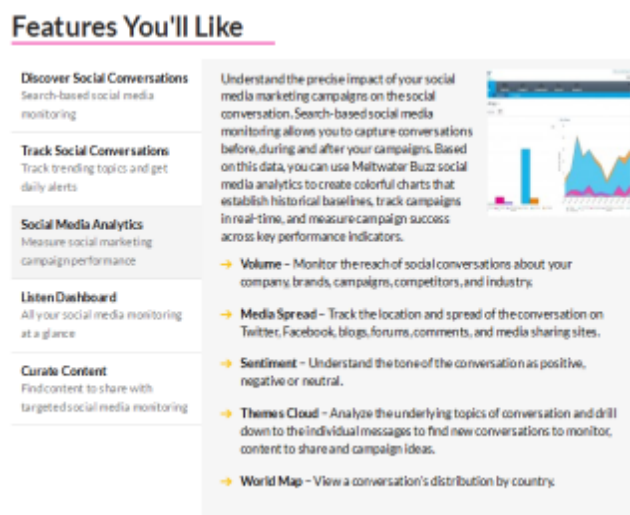 Features You'll Like
Discover Social Conversations
Search-based social media
monitoring
Track Social Conversations
Track trending topics and get
daily alerts
Social Media Analytics
Measure social marketing
campaign performance
Listen Dashboard
All your social media monitoring
at a glance
Curate Content
Find content to share with
targeted social media monitoring
Understand the precise impact of your social
media marketing campaigns on the social
conversation. Search-based social media
monitoring allows you to capture conversations
before, during and after your campaigns. Based
on this data, you can use Meltwater Buzz social
media analytics to create colorful charts that
establish historical baselines, track campaigns
in real-time, and measure campaign success
across key performance indicators.
Volume – Monitor the reach of social conversations about your
company, brands, campaigns, competitors, and industry.
Media Spread – Track the location and spread of the conversation on
Twitter, Facebook, blogs, forums, comments, and media sharing sites.
Sentiment – Understand the tone of the conversation as positive,
negative or neutral.
Themes Cloud – Analyze the underlying topics of conversation and drill
down to the individual messages to find new conversations to monitor,
content to share and campaign ideas.
World Map – View a conversation's distribution by country.